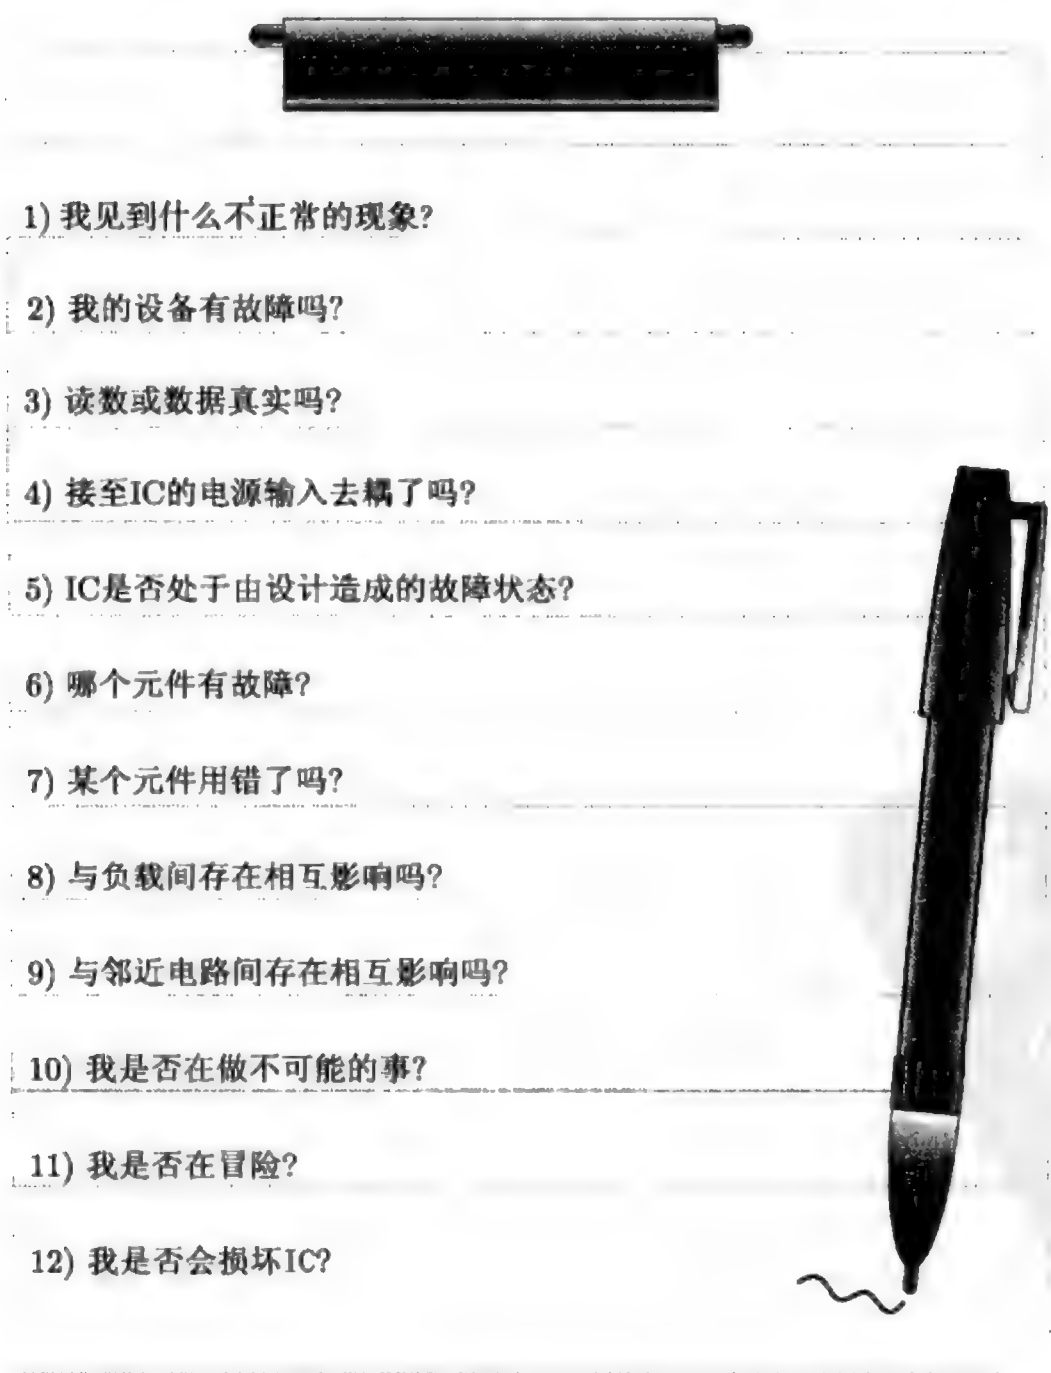 1) 我见到什么不正常的现象?
2) 我的设备有故障吗?
3) 读数或数据真实吗?
4) 接至IC的电源输入去耦了吗?
5) IC是否处于由设计造成的故障状态?
6) 哪个元件有故障?
7) 某个元件用错了吗?
8) 与负载间存在相互影响吗?
9) 与邻近电路间存在相互影响吗?
10) 我是否在做不可能的事?
11) 我是否在冒险?
12) 我是否会损坏IC?